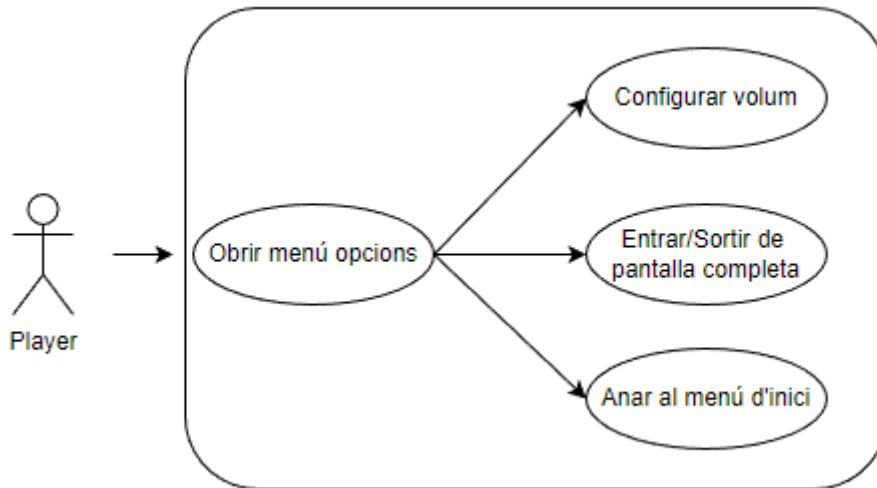 Configurar volum
Obrir menú opcions
Entrar/Sortir de
pantalla completa
Player
Anar al menú d'inici